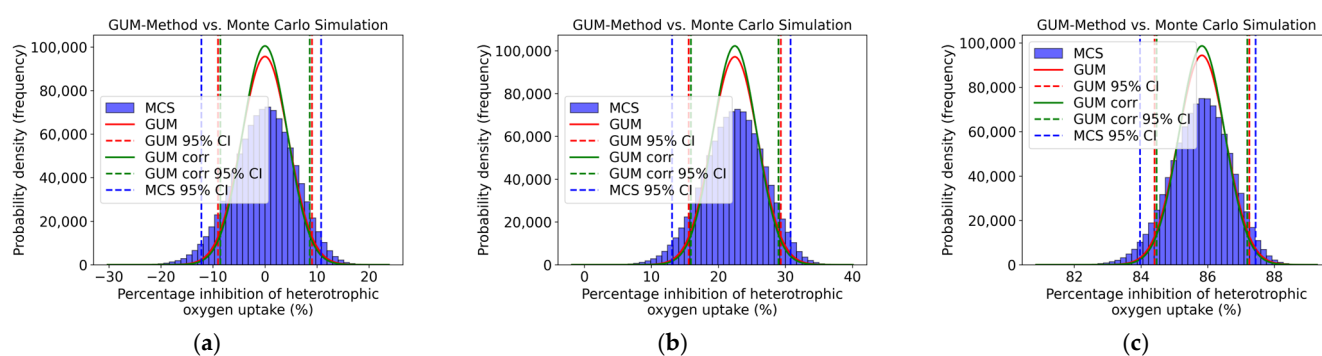 GUM-Method vs. Monte Carlo Simulation
Probability density (frequency)
100,000
80,000
60,000
40,000
20,000
0
MCS
GUM
GUM 95% CI
GUM corr
GUM corr 95% CI
MCS 95% CI
−30 −20 −10 0 10 20
Percentage inhibition of heterotrophic
oxygen uptake (%)
(a)
GUM-Method vs. Monte Carlo Simulation
Probability density (frequency)
100,000
80,000
60,000
40,000
20,000
0
MCS
GUM
GUM 95% CI
GUM corr
GUM corr 95% CI
MCS 95% CI
0 10 20 30 40
Percentage inhibition of heterotrophic
oxygen uptake (%)
(b)
GUM-Method vs. Monte Carlo Simulation
Probability density (frequency)
100,000
80,000
60,000
40,000
20,000
0
MCS
GUM
GUM 95% CI
GUM corr
GUM corr 95% CI
MCS 95% CI
82 84 86 88
Percentage inhibition of heterotrophic
oxygen uptake (%)
(c)